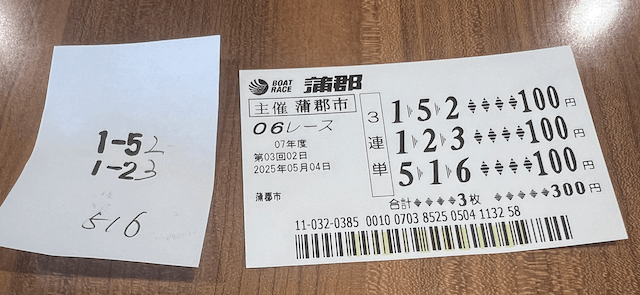 1-52
1-23
516
BOAT RACE 蒲郡
主催 蒲郡市
06レース
07年度
第03回02日
2025年05月04日
蒲郡市
3連単
1 5 2 100円
1 2 3 100円
5 1 6 100円
合計 3枚 300円
11-032-0385 0010 0703 8525 0504 1132 58